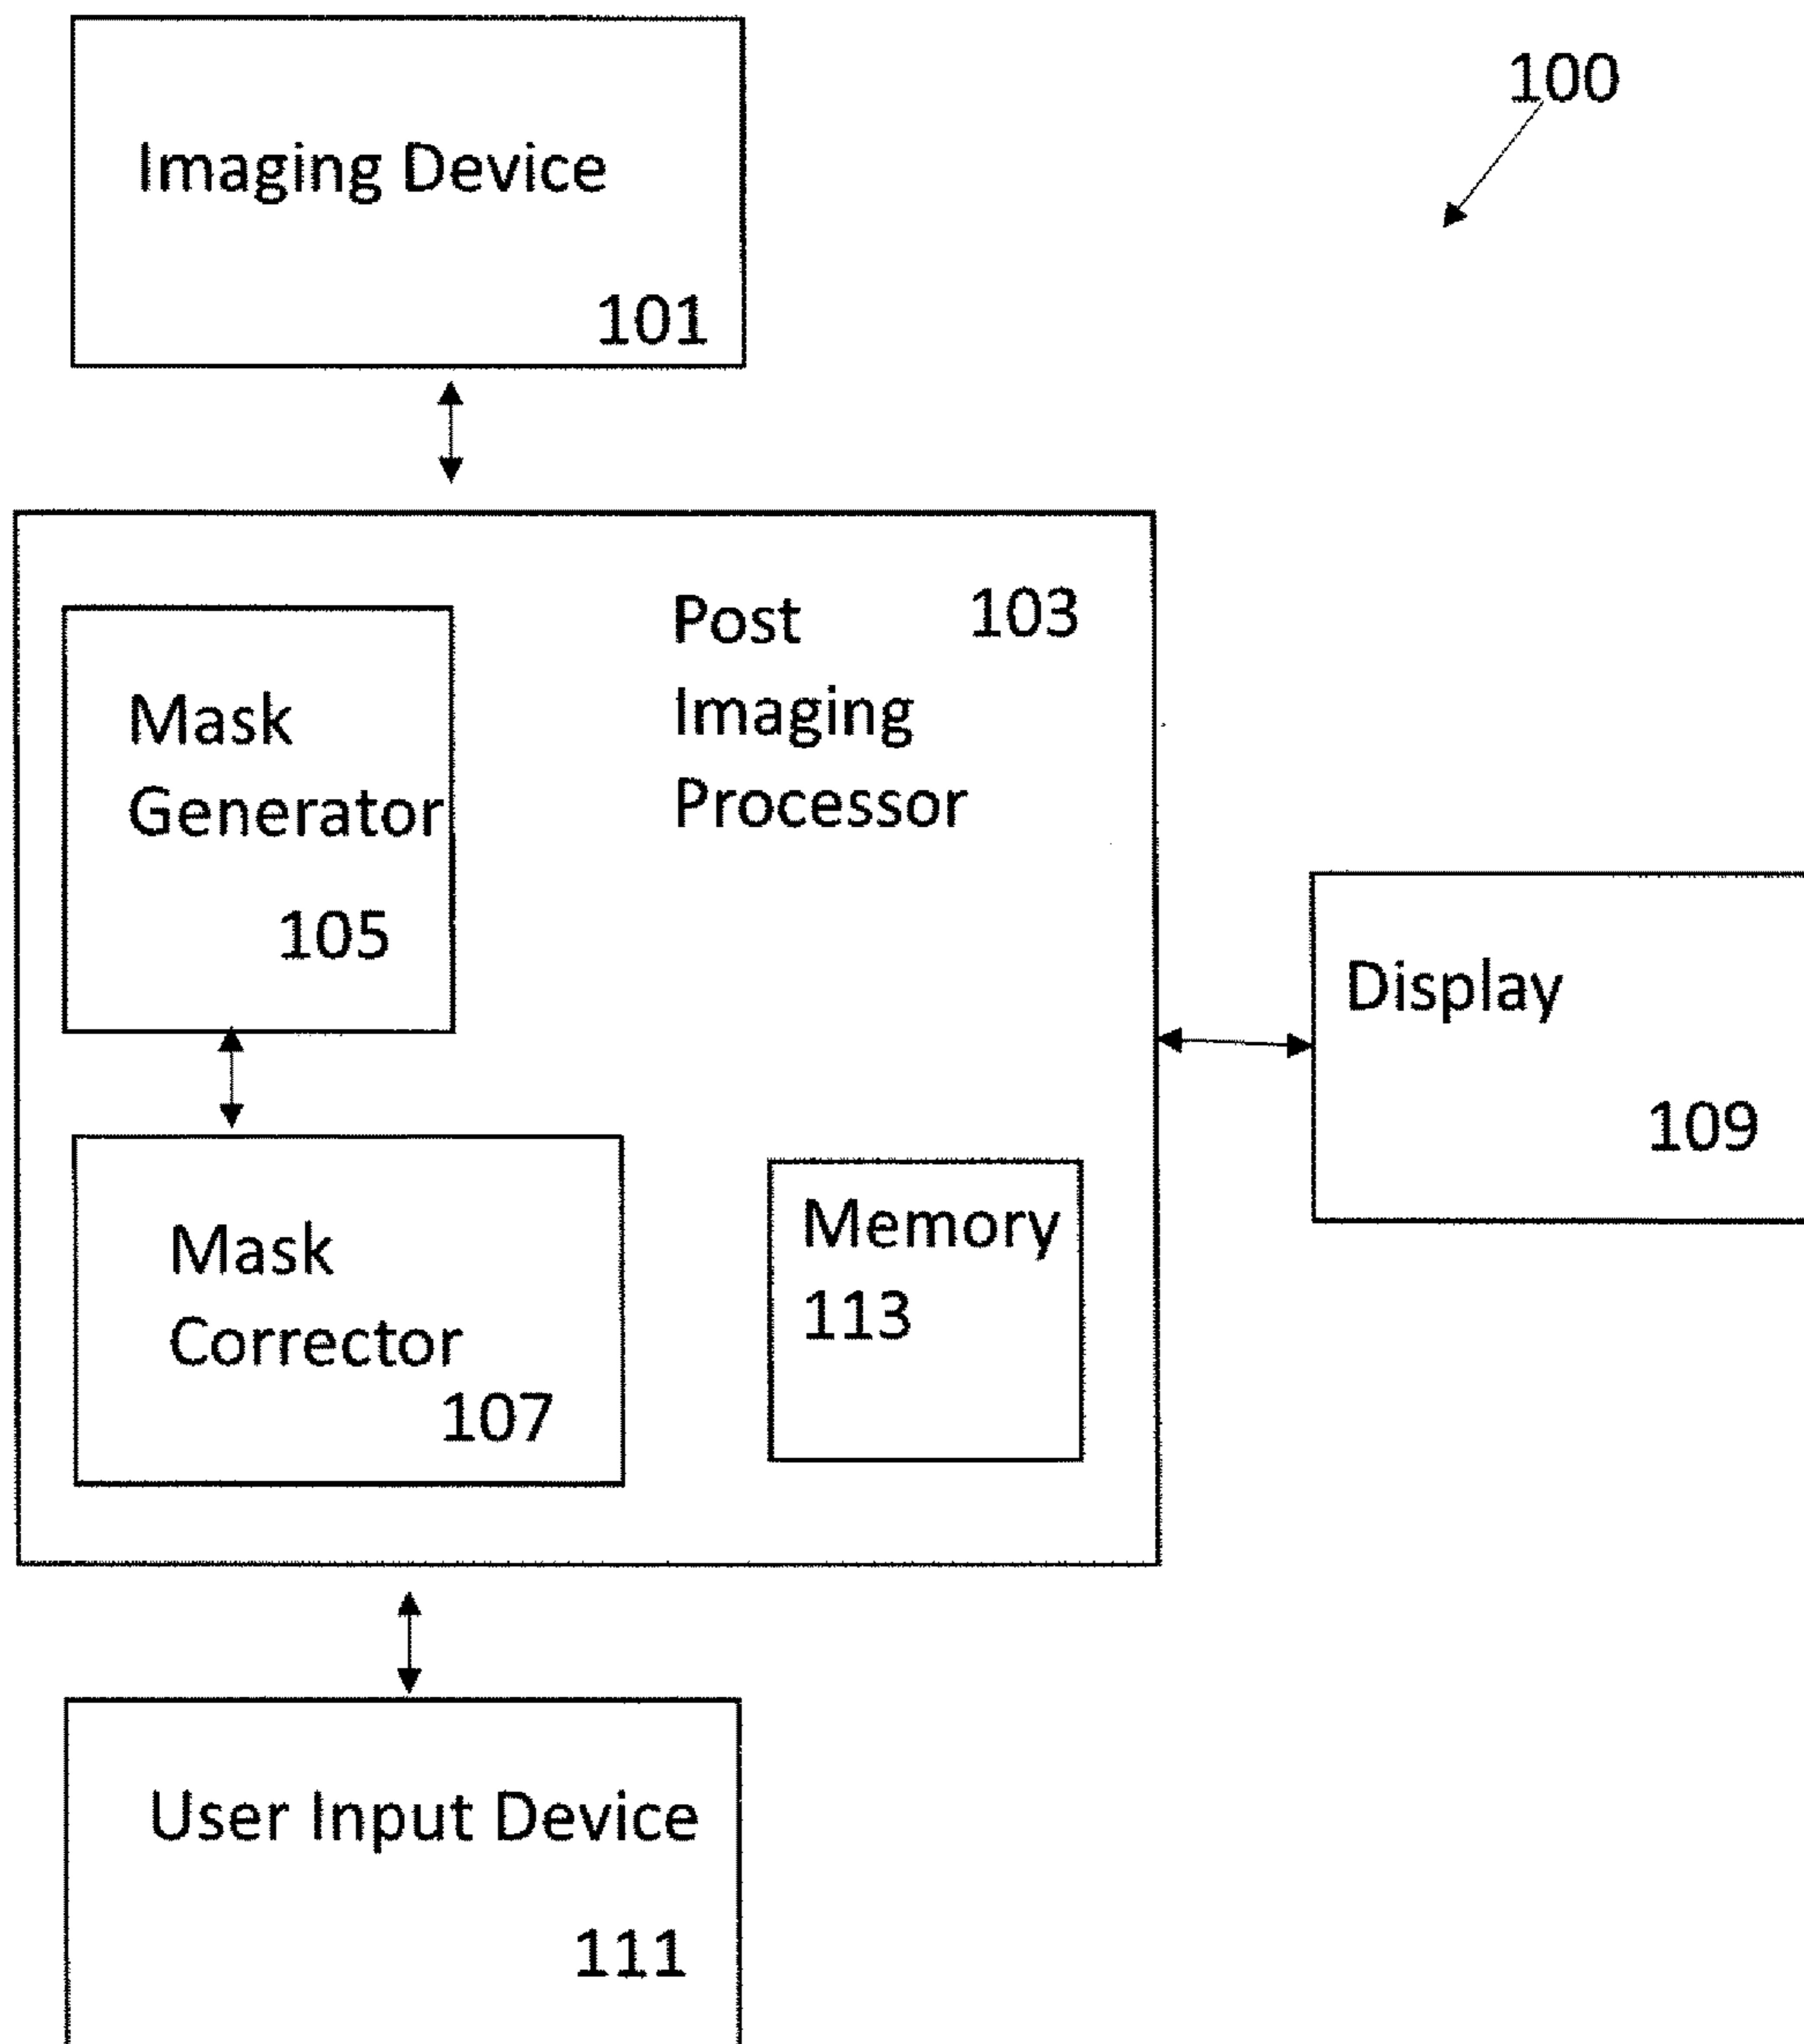 100
Imaging Device
101
Post
Imaging
Processor
103
Mask
Generator
105
Display
109
Mask
Corrector
107
Memory
113
User Input Device
111